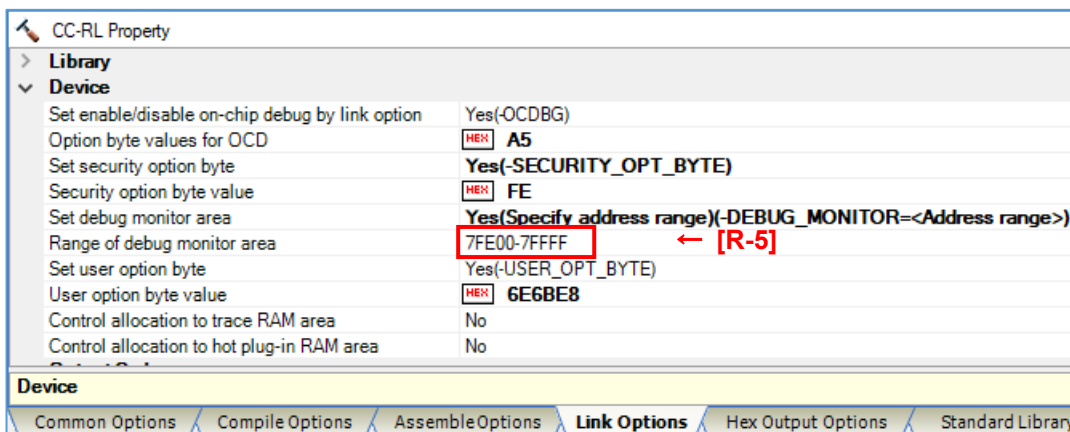 CC-RL Property
Library
Device
Set enable/disable on-chip debug by link option Yes(-OCDBG)
Option byte values for OCD HEX A5
Set security option byte Yes(-SECURITY_OPT_BYTE)
Security option byte value HEX FE
Set debug monitor area Yes(Specify address range)(-DEBUG_MONITOR=<Address range>)
Range of debug monitor area 7FE00-7FFFF ← [R-5]
Set user option byte Yes(-USER_OPT_BYTE)
User option byte value HEX 6E6BE8
Control allocation to trace RAM area No
Control allocation to hot plug-in RAM area No
Device
Common Options Compile Options Assemble Options Link Options Hex Output Options Standard Library